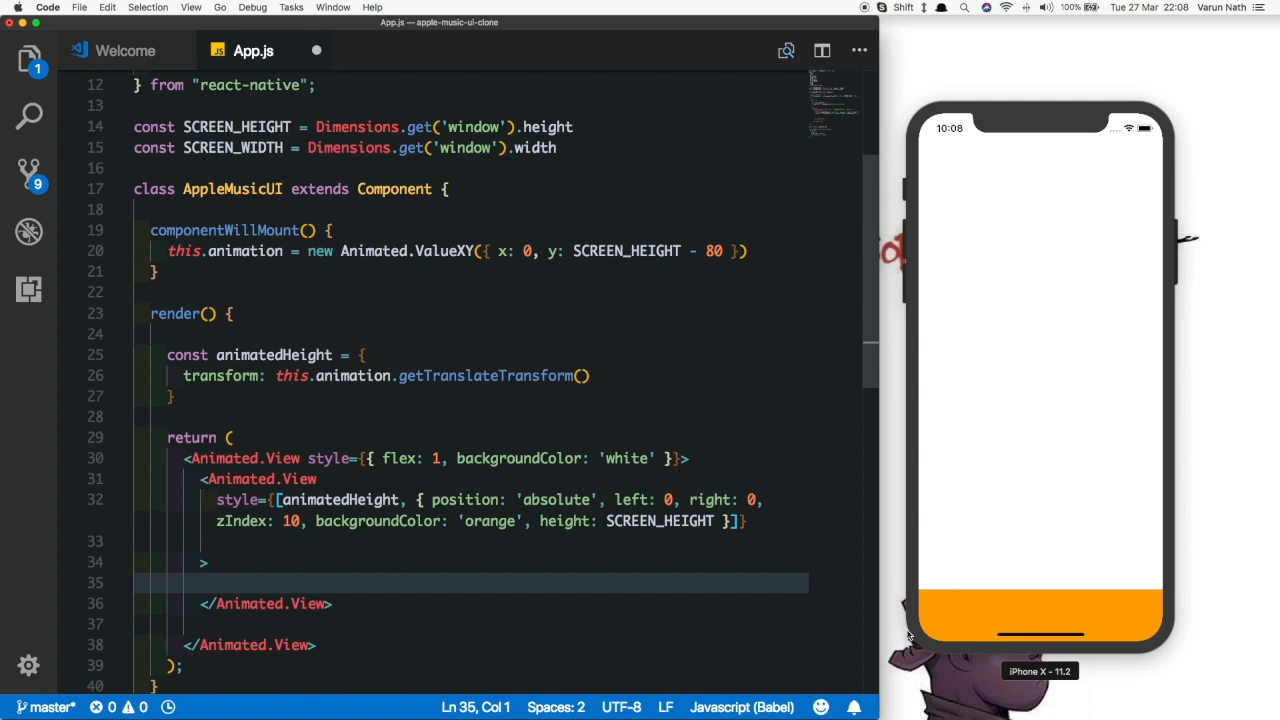 Code File Edit Selection View Go Debug Tasks Window Help Shift 100% Tue 27 Mar 22:08 Varun Nath
App.js — apple-music-ui-clone
Welcome
JS App.js
1
9
12 } from "react-native";
13
14 const SCREEN_HEIGHT = Dimensions.get('window').height
15 const SCREEN_WIDTH = Dimensions.get('window').width
16
17 class AppleMusicUI extends Component {
18
19 componentWillMount() {
20 this.animation = new Animated.ValueXY({ x: 0, y: SCREEN_HEIGHT - 80 })
21 }
22
23 render() {
24
25 const animatedHeight = {
26 transform: this.animation.getTranslateTransform()
27 }
28
29 return (
30 <Animated.View style={{ flex: 1, backgroundColor: 'white' }}>
31 <Animated.View
32 style={[animatedHeight, { position: 'absolute', left: 0, right: 0,
zIndex: 10, backgroundColor: 'orange', height: SCREEN_HEIGHT }]}
33
34 >
35
36 </Animated.View>
37
38 </Animated.View>
39 );
40 }
master* 0 0 Ln 35, Col 1 Spaces: 2 UTF-8 LF Javascript (Babel)
10:08
iPhone X - 11.2